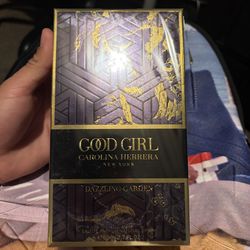 GOOD GIRL
CAROLINA HERRERA
NEW YORK
DAZZLING GARDEN